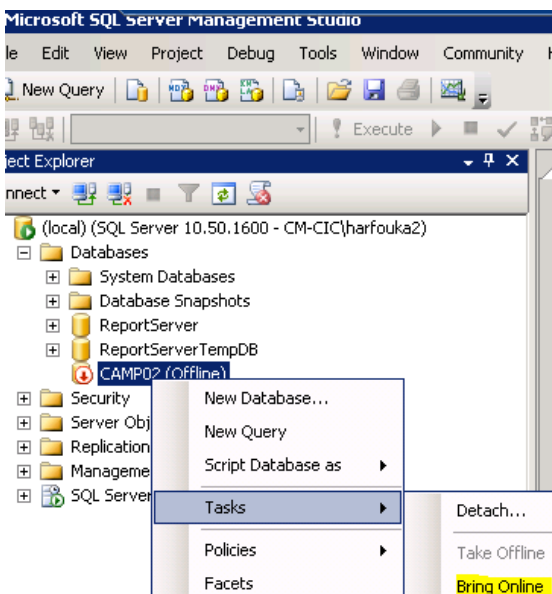 Microsoft SQL Server Management Studio
le Edit View Project Debug Tools Window Community
New Query
Execute
ject Explorer
nnect
(local) (SQL Server 10.50.1600 - CM-CIC\harfouka2)
Databases
System Databases
Database Snapshots
ReportServer
ReportServerTempDB
CAMP02 (Offline)
Security
Server Obj
Replication
Manageme
SQL Server
New Database...
New Query
Script Database as
Tasks
Policies
Facets
Detach...
Take Offline
Bring Online